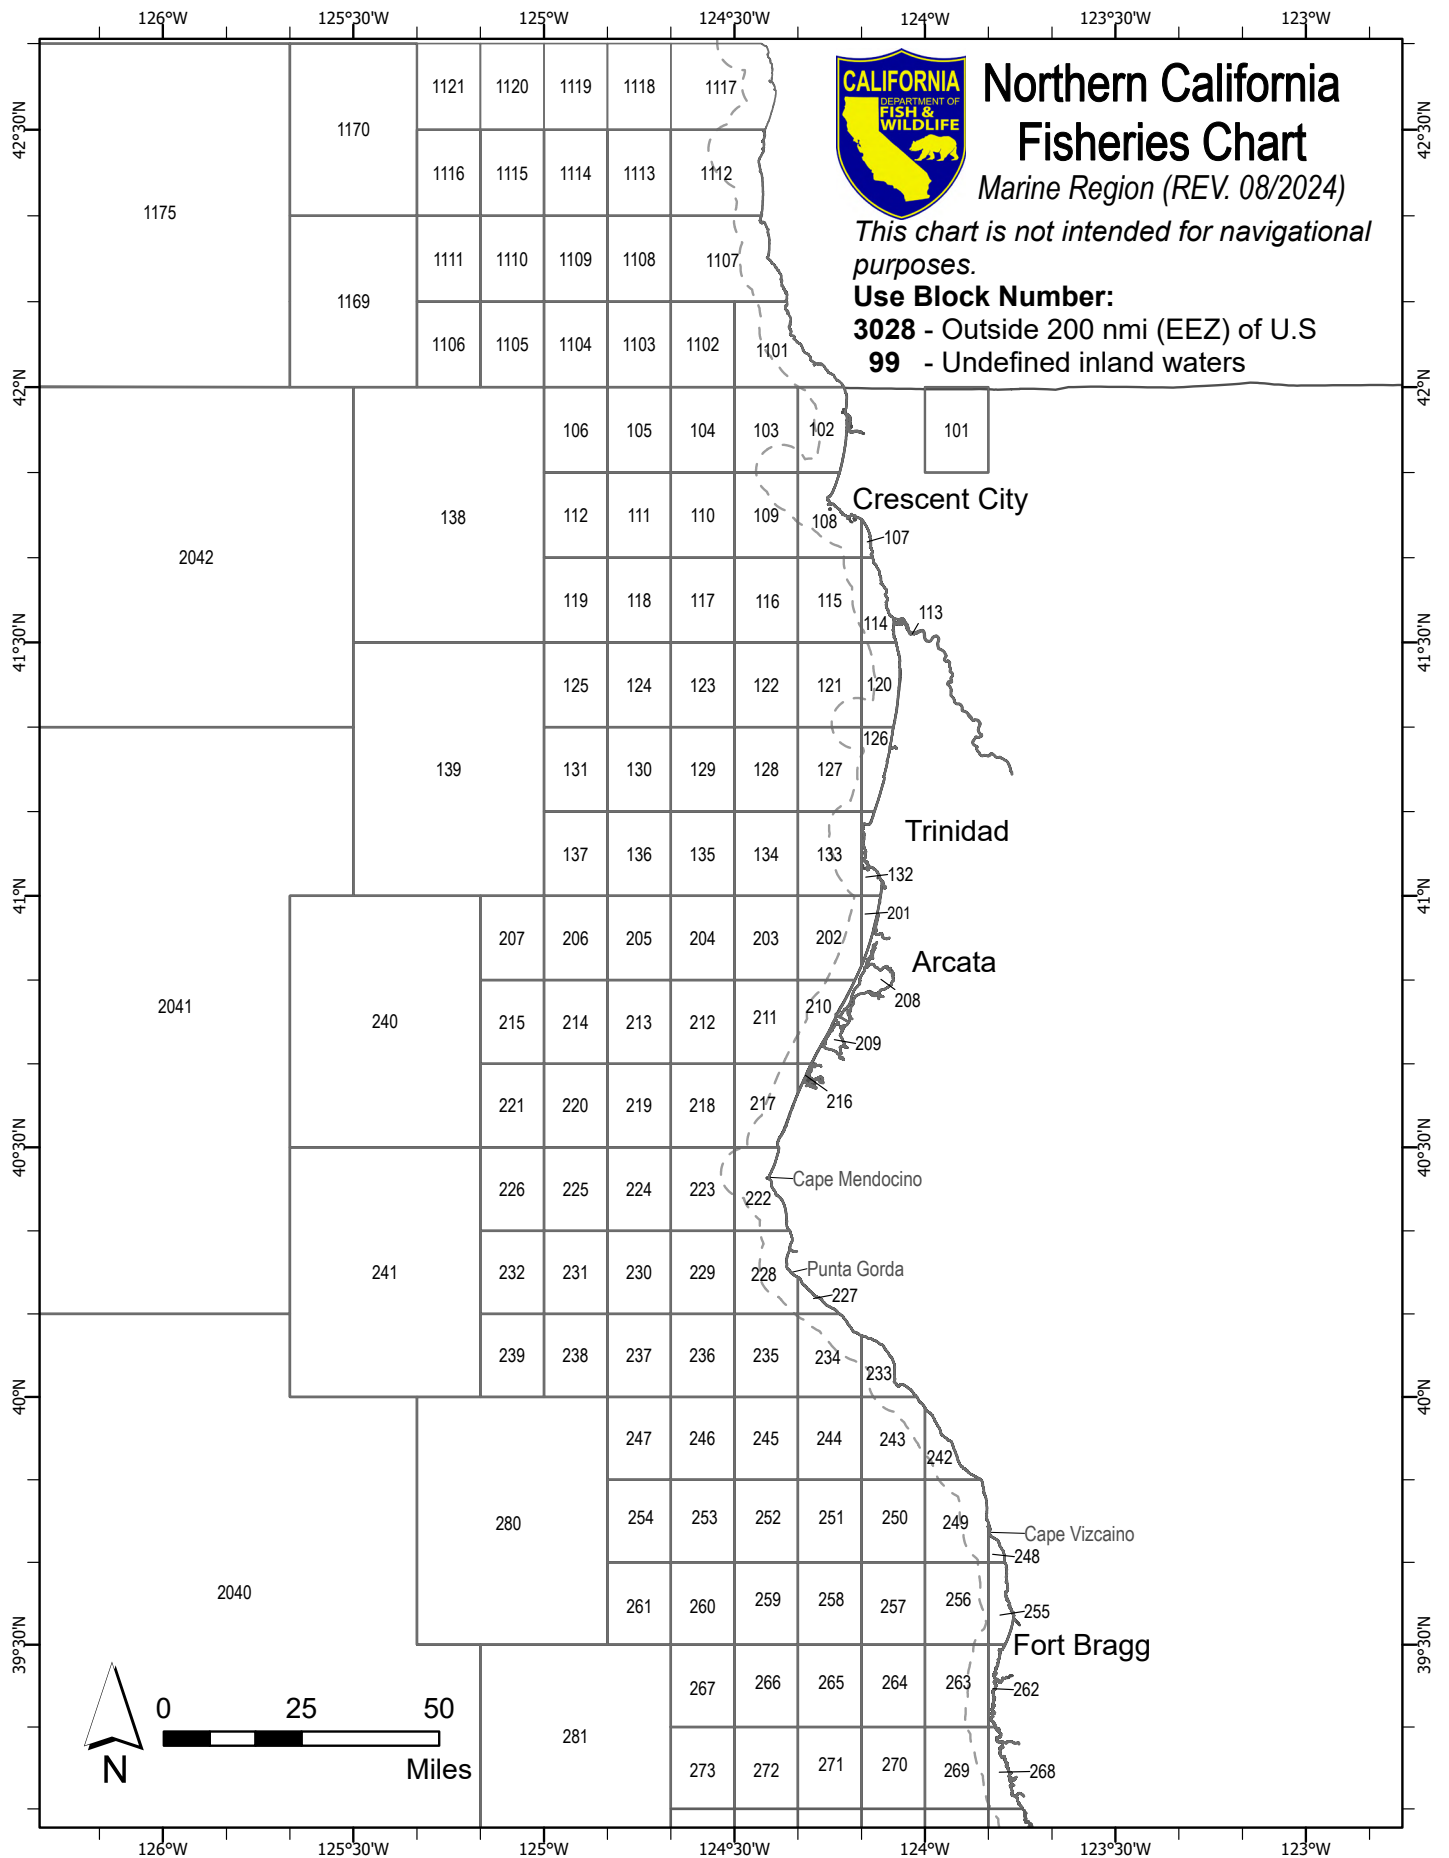 126°W 125°30'W 125°W 124°30'W 124°W 123°30'W 123°W
CALIFORNIA
DEPARTMENT OF
FISH &
WILDLIFE
Northern California
Fisheries Chart
Marine Region (REV. 08/2024)
This chart is not intended for navigational
purposes.
Use Block Number:
3028 - Outside 200 nmi (EEZ) of U.S
99 - Undefined inland waters
1121 1120 1119 1118 1117
42°30'N 1170 42°30'N
1116 1115 1114 1113 1112
1175
1111 1110 1109 1108 1107
1169
1106 1105 1104 1103 1102 1101
42°N 42°N
106 105 104 103 102 101
Crescent City
138 112 111 110 109 108
107
2042
119 118 117 116 115 113
114
41°30'N 41°30'N
125 124 123 122 121 120
126
139 131 130 129 128 127
Trinidad
137 136 135 134 133
132
41°N 41°N
201
207 206 205 204 203 202
Arcata
208
2041 240 215 214 213 212 211 210
209
221 220 219 218 217 216
40°30'N 40°30'N
Cape Mendocino
226 225 224 223 222
241 232 231 230 229 228 Punta Gorda
227
239 238 237 236 235 234
233
40°N 40°N
247 246 245 244 243
242
280 254 253 252 251 250 249
Cape Vizcaino
248
2040
261 260 259 258 257 256
255
39°30'N Fort Bragg 39°30'N
267 266 265 264 263 262
0 25 50
Miles
N
281
273 272 271 270 269 268
126°W 125°30'W 125°W 124°30'W 124°W 123°30'W 123°W